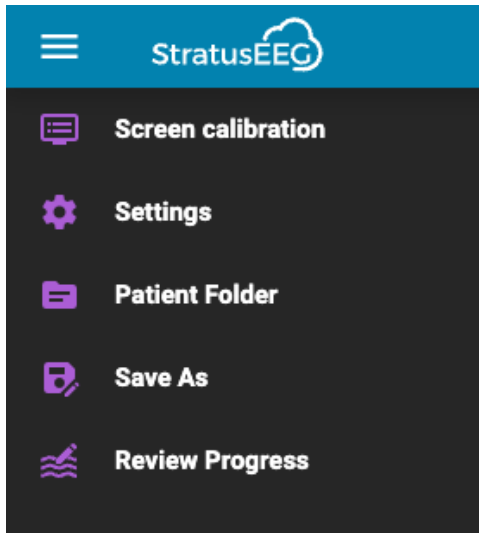 StratusEEG
Screen calibration
Settings
Patient Folder
Save As
Review Progress